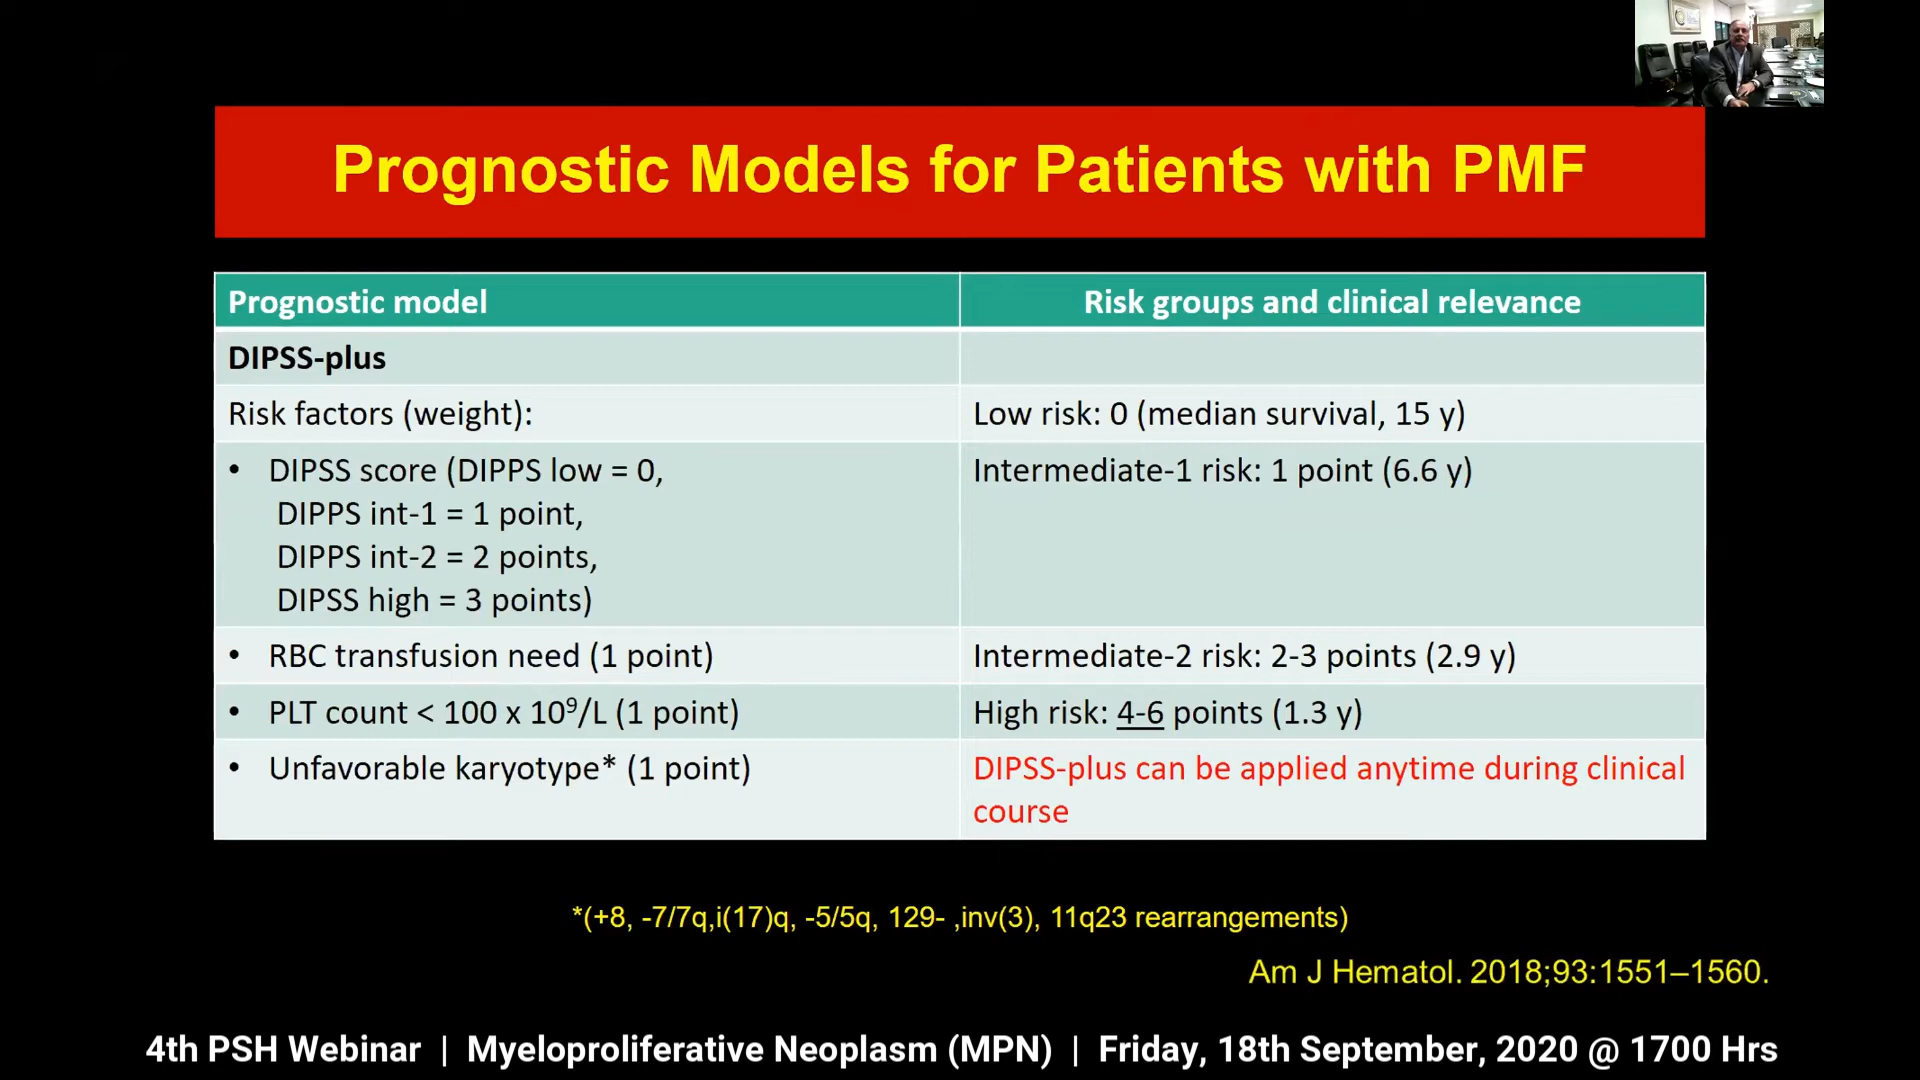 Prognostic Models for Patients with PMF
Prognostic model
Risk groups and clinical relevance
DIPSS-plus
Risk factors (weight):
Low risk: 0 (median survival, 15 y)
• DIPSS score (DIPPS low = 0,
DIPPS int-1 = 1 point,
DIPPS int-2 = 2 points,
DIPSS high = 3 points)
Intermediate-1 risk: 1 point (6.6 y)
• RBC transfusion need (1 point)
Intermediate-2 risk: 2-3 points (2.9 y)
• PLT count < 100 x 10⁹/L (1 point)
High risk: 4-6 points (1.3 y)
• Unfavorable karyotype* (1 point)
DIPSS-plus can be applied anytime during clinical
course
*(+8, -7/7q,i(17)q, -5/5q, 129- ,inv(3), 11q23 rearrangements)
Am J Hematol. 2018;93:1551–1560.
4th PSH Webinar | Myeloproliferative Neoplasm (MPN) | Friday, 18th September, 2020 @ 1700 Hrs